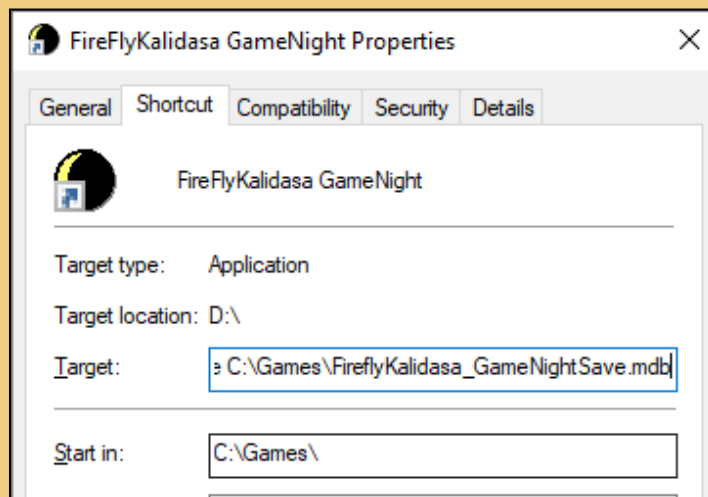 FireFlyKalidasa GameNight Properties
General Shortcut Compatibility Security Details
FireFlyKalidasa GameNight
Target type: Application
Target location: D:\
Target: e C:\Games\FireflyKalidasa_GameNightSave.mdb
Start in: C:\Games\